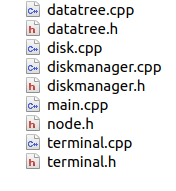 datatree.cpp
datatree.h
disk.cpp
diskmanager.cpp
diskmanager.h
main.cpp
node.h
terminal.cpp
terminal.h